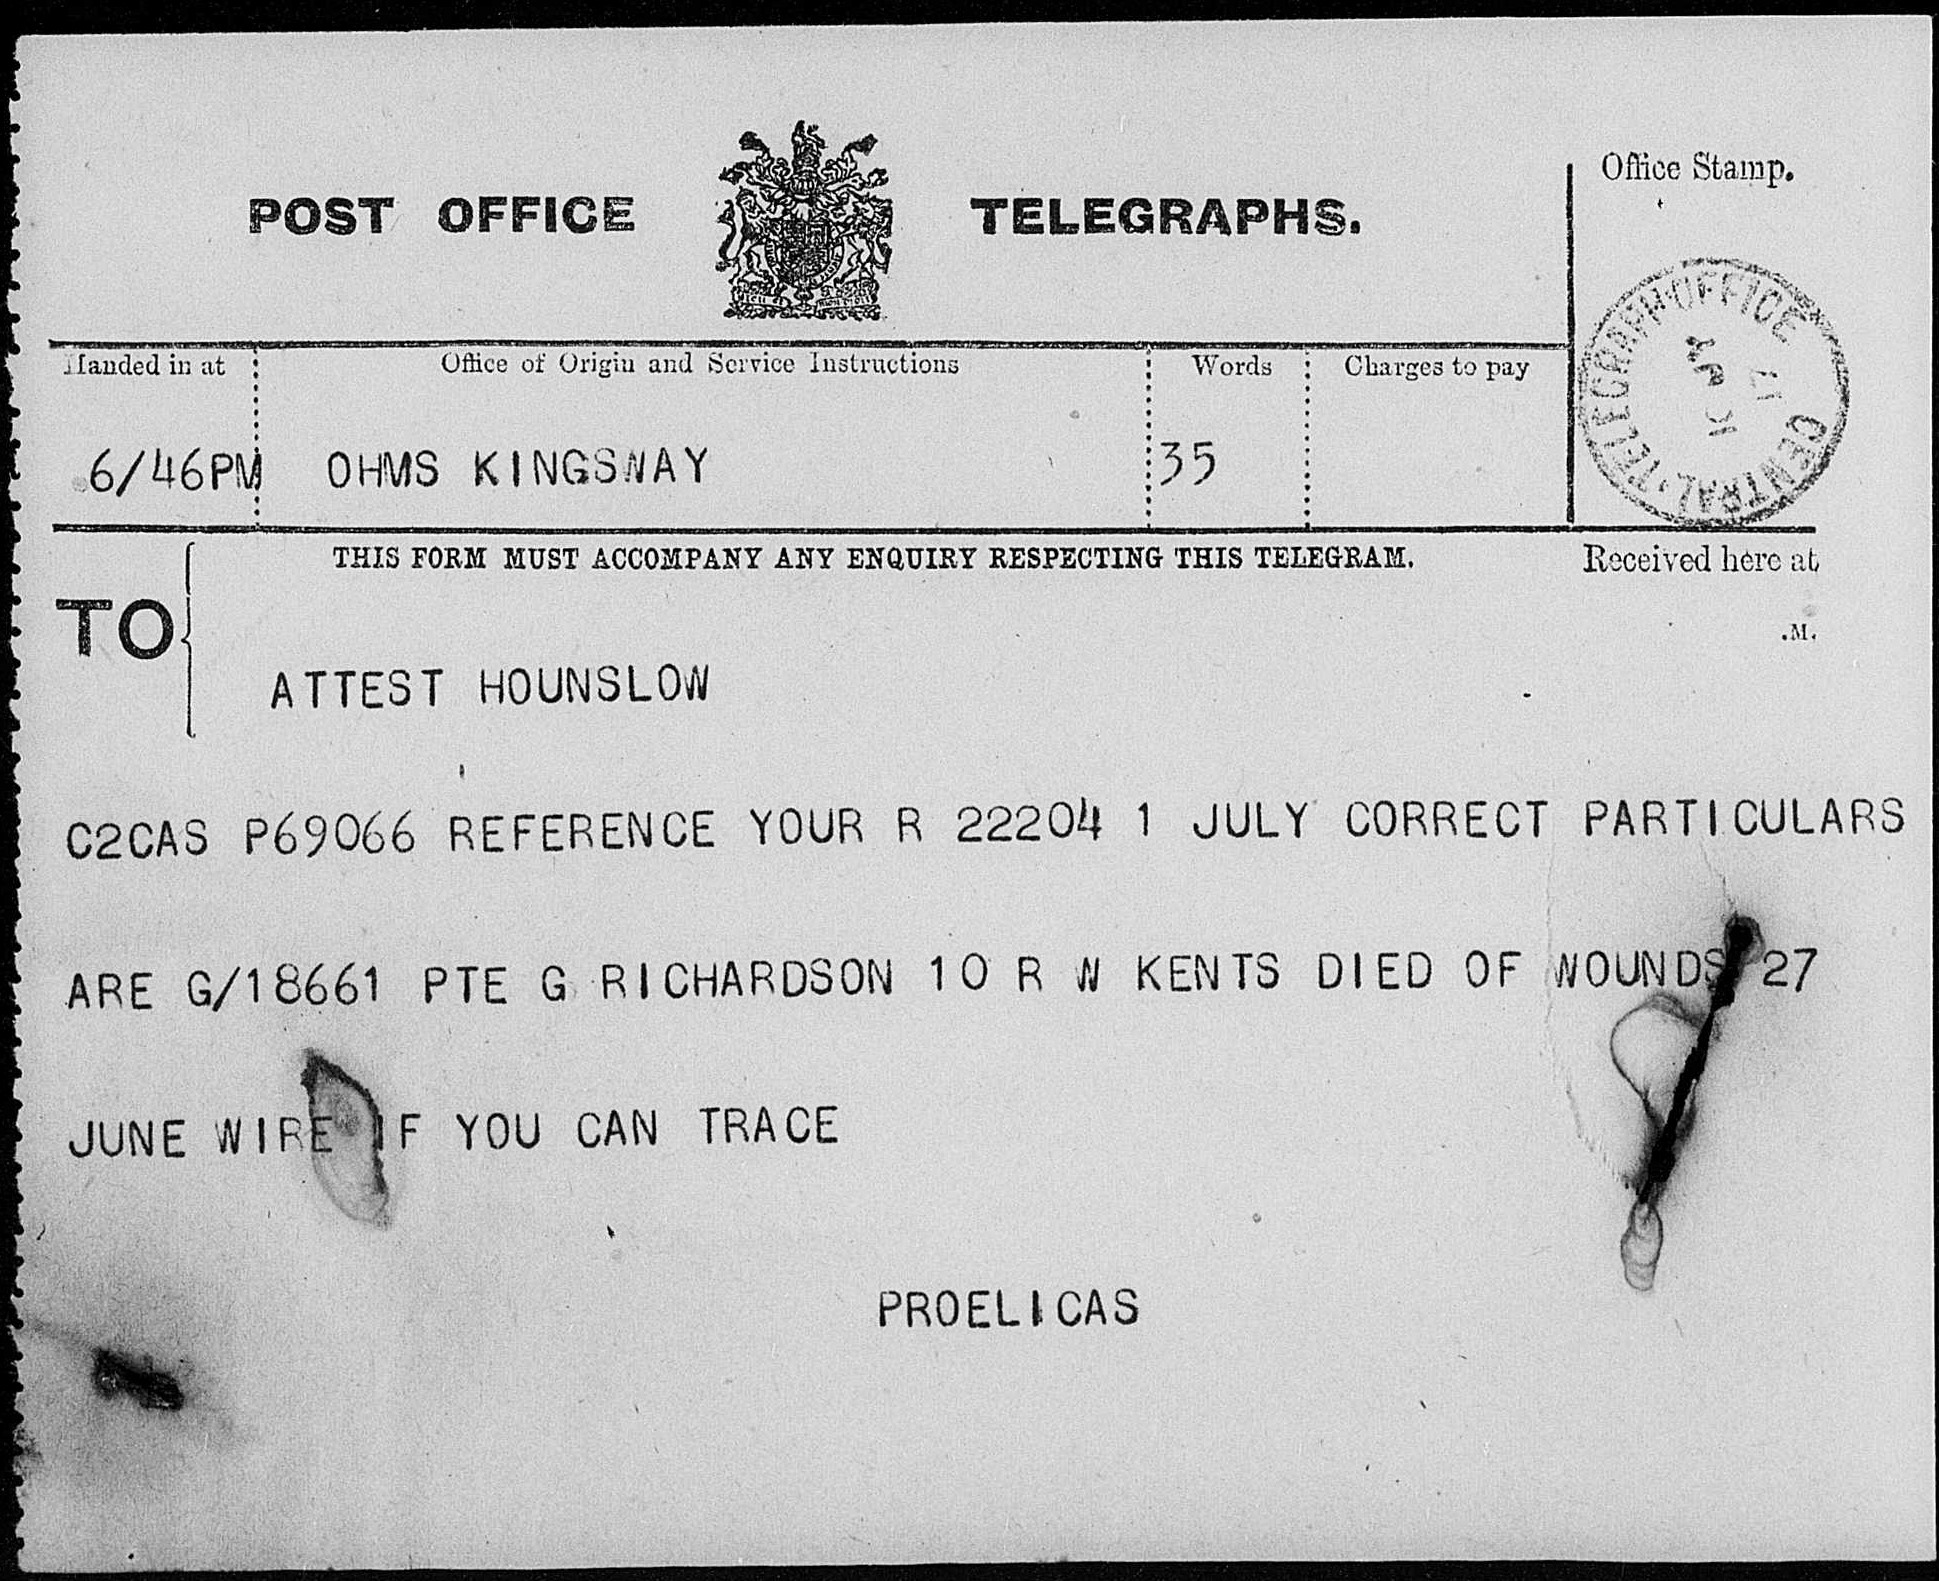 POST OFFICE TELEGRAPHS.
Office Stamp.
CENTRAL · TELEGRAPH · OFFICE
17
Handed in at
Office of Origin and Service Instructions
Words
Charges to pay
6/46PM OHMS KINGSWAY 35
THIS FORM MUST ACCOMPANY ANY ENQUIRY RESPECTING THIS TELEGRAM.
Received here at
.M.
TO
ATTEST HOUNSLOW
C2CAS P69066 REFERENCE YOUR R 22204 1 JULY CORRECT PARTICULARS
ARE G/18661 PTE G RICHARDSON 10 R W KENTS DIED OF WOUNDS 27
JUNE WIRE IF YOU CAN TRACE
PROELICAS